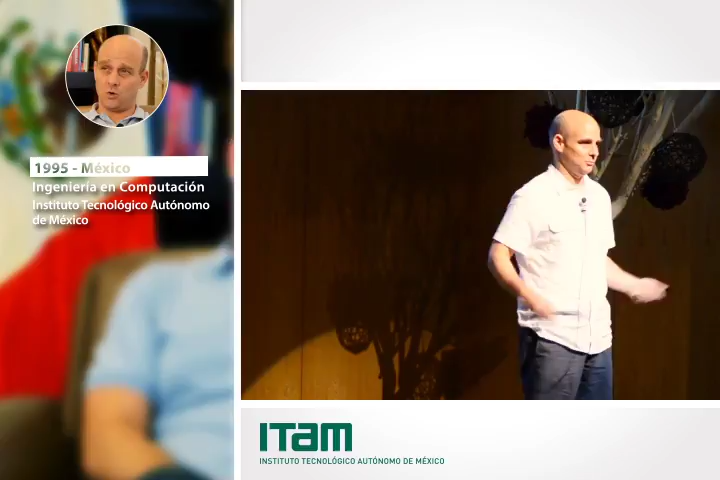 1995 - México
Ingeniería en Computación
Instituto Tecnológico Autónomo
de México
ITAM
INSTITUTO TECNOLÓGICO AUTÓNOMO DE MÉXICO